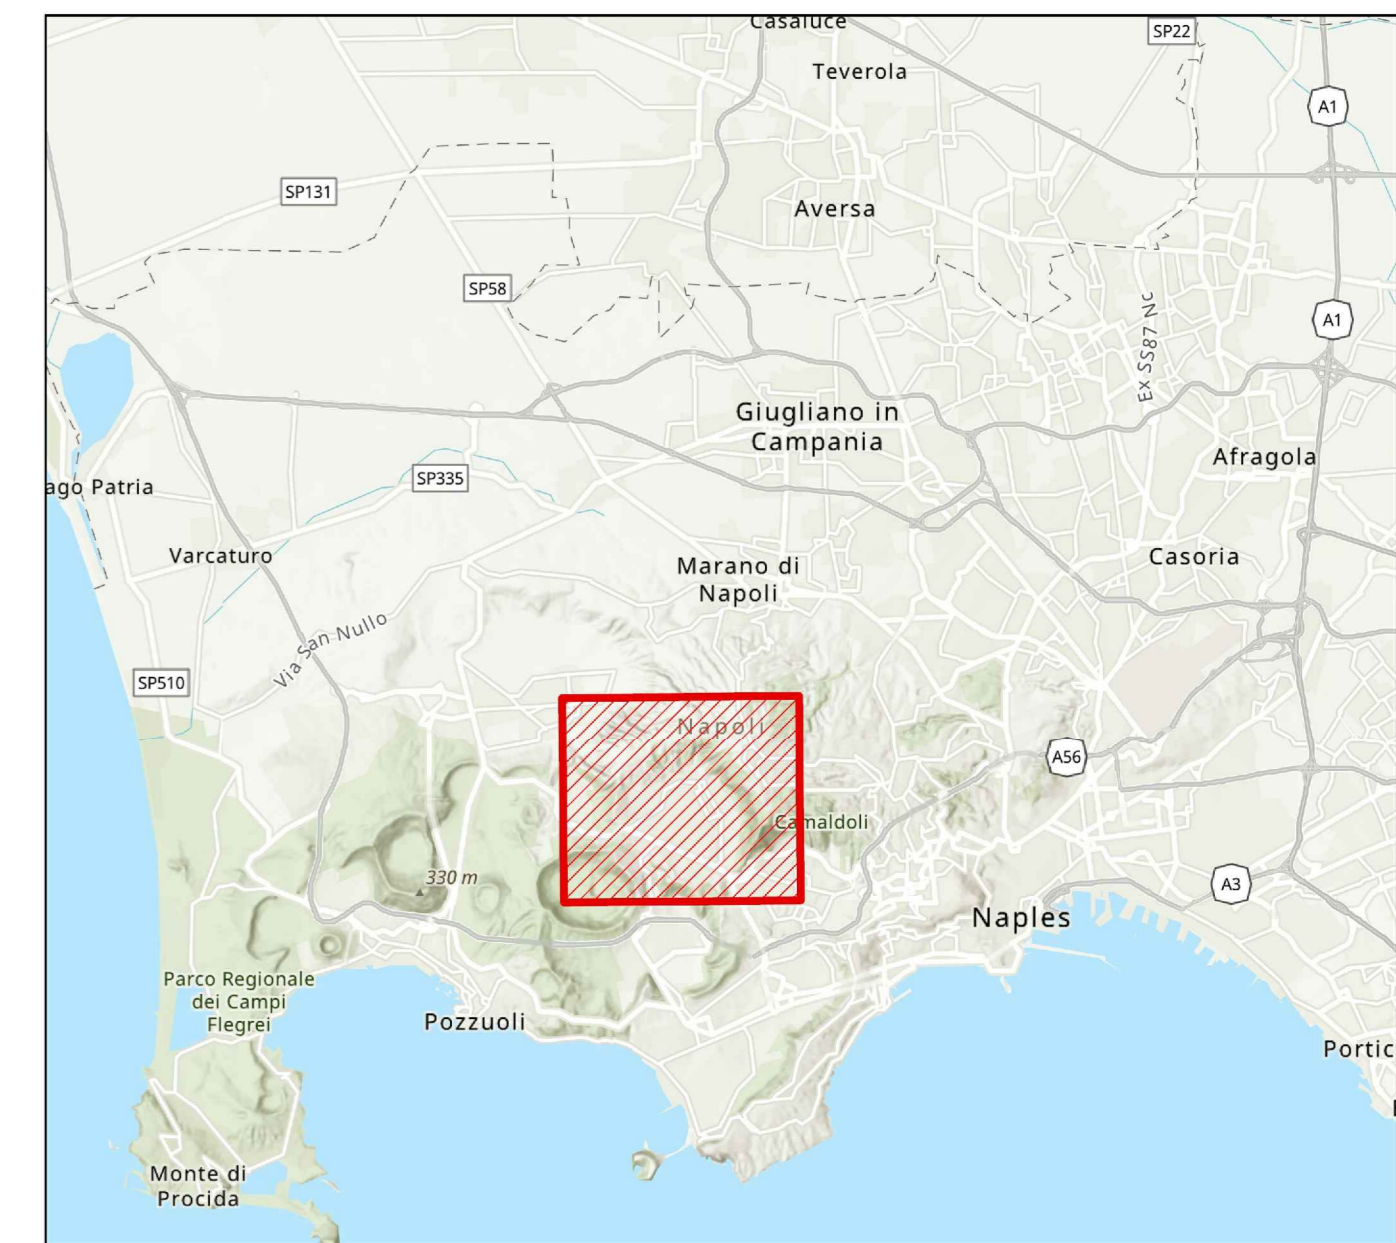 Casaluce
SP22
Teverola
A1
SP131
Aversa
SP58
A1
Ex SS87 NC
Giugliano in
Campania
Afragola
SP335
ago Patria
Varcaturo
Casoria
Marano di
Napoli
Via San Nullo
SP510
Napoli
A56
Camaldoli
330 m
A3
Naples
Parco Regionale
dei Campi
Flegrei
Pozzuoli
Portic
Monte di
Procida